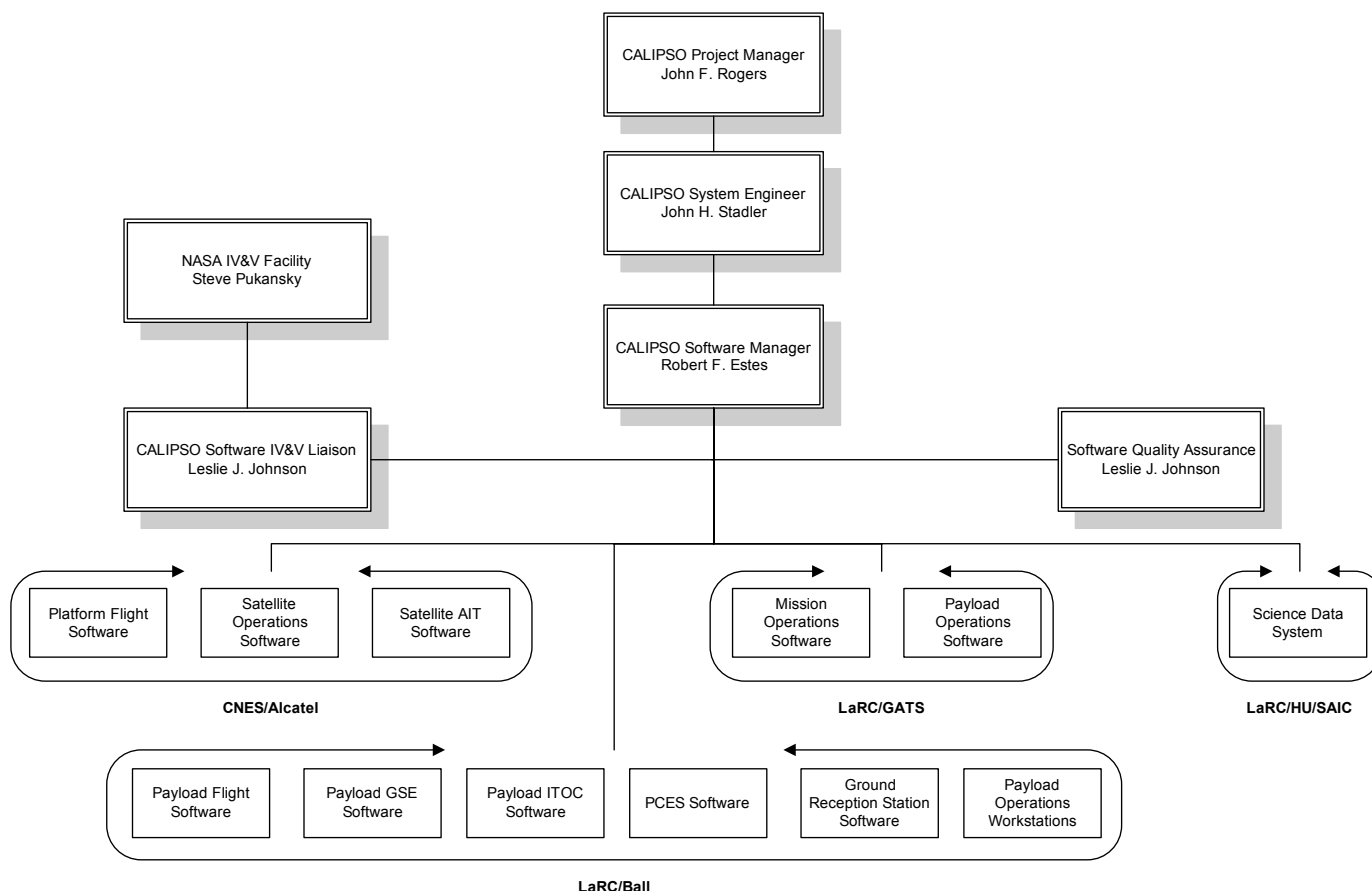 CALIPSO Project Manager
John F. Rogers
CALIPSO System Engineer
John H. Stadler
NASA IV&V Facility
Steve Pukansky
CALIPSO Software Manager
Robert F. Estes
CALIPSO Software IV&V Liaison
Leslie J. Johnson
Software Quality Assurance
Leslie J. Johnson
Platform Flight
Software
Satellite
Operations
Software
Satellite AIT
Software
CNES/Alcatel
Mission
Operations
Software
Payload
Operations
Software
LaRC/GATS
Science Data
System
LaRC/HU/SAIC
Payload Flight
Software
Payload GSE
Software
Payload ITOC
Software
PCES Software
Ground
Reception Station
Software
Payload
Operations
Workstations
LaRC/Ball